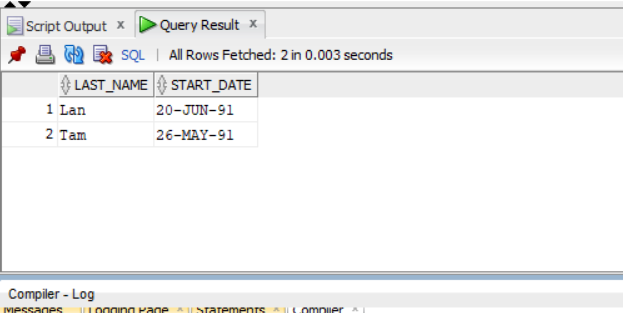 Script Output x Query Result x
SQL | All Rows Fetched: 2 in 0.003 seconds
LAST_NAME START_DATE
1 Lan 20-JUN-91
2 Tam 26-MAY-91
Compiler - Log
Messages Logging Page x Statements x Compiler x